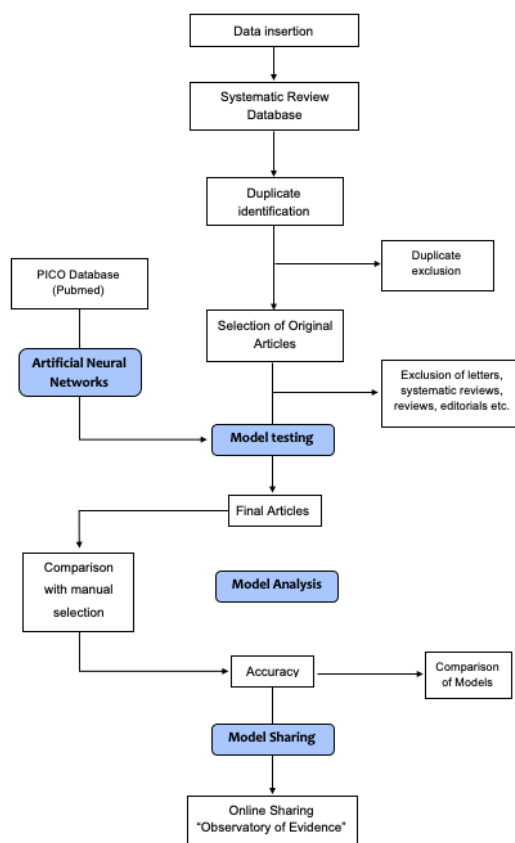 Data insertion
Systematic Review
Database
Duplicate
identification
Duplicate
exclusion
PICO Database
(Pubmed)
Selection of Original
Articles
Artificial Neural
Networks
Exclusion of letters,
systematic reviews,
reviews, editorials etc.
Model testing
Final Articles
Comparison
with manual
selection
Model Analysis
Accuracy
Comparison
of Models
Model Sharing
Online Sharing
“Observatory of Evidence”